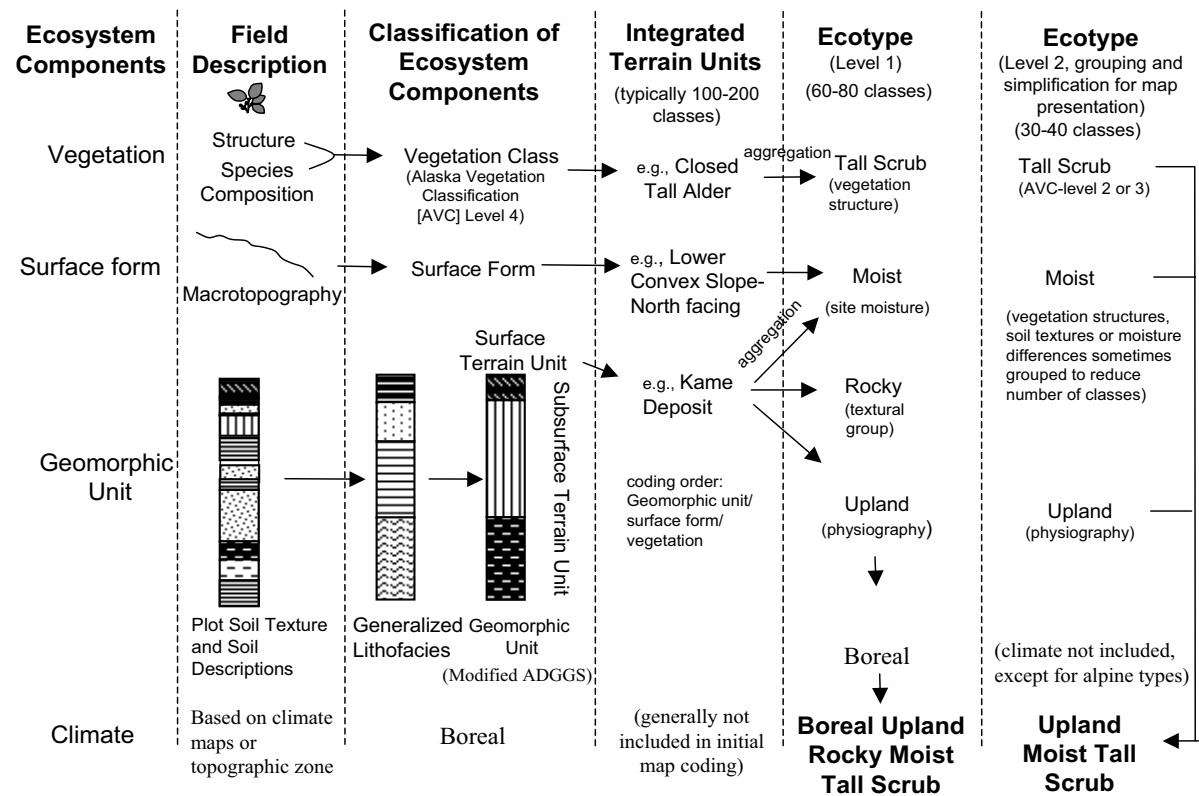 Ecosystem
Components
Field
Description
Classification of
Ecosystem
Components
Integrated
Terrain Units
(typically 100-200
classes)
Ecotype
(Level 1)
(60-80 classes)
Ecotype
(Level 2, grouping and
simplification for map
presentation)
(30-40 classes)
Vegetation
Structure
Species
Composition
Vegetation Class
(Alaska Vegetation
Classification
[AVC] Level 4)
e.g., Closed
Tall Alder
aggregation
Tall Scrub
(vegetation
structure)
Tall Scrub
(AVC-level 2 or 3)
Surface form
Macrotopography
Surface Form
e.g., Lower
Convex Slope-
North facing
Moist
(site moisture)
Moist
(vegetation structures,
soil textures or moisture
differences sometimes
grouped to reduce
number of classes)
Geomorphic
Unit
Plot Soil Texture
and Soil
Descriptions
Generalized
Lithofacies
Surface
Terrain Unit
Subsurface Terrain Unit
Geomorphic
Unit
(Modified ADGGS)
e.g., Kame
Deposit
aggregation
coding order:
Geomorphic unit/
surface form/
vegetation
Rocky
(textural
group)
Upland
(physiography)
Upland
(physiography)
Climate
Based on climate
maps or
topographic zone
Boreal
(generally not
included in initial
map coding)
Boreal
Boreal Upland
Rocky Moist
Tall Scrub
(climate not included,
except for alpine types)
Upland
Moist Tall
Scrub